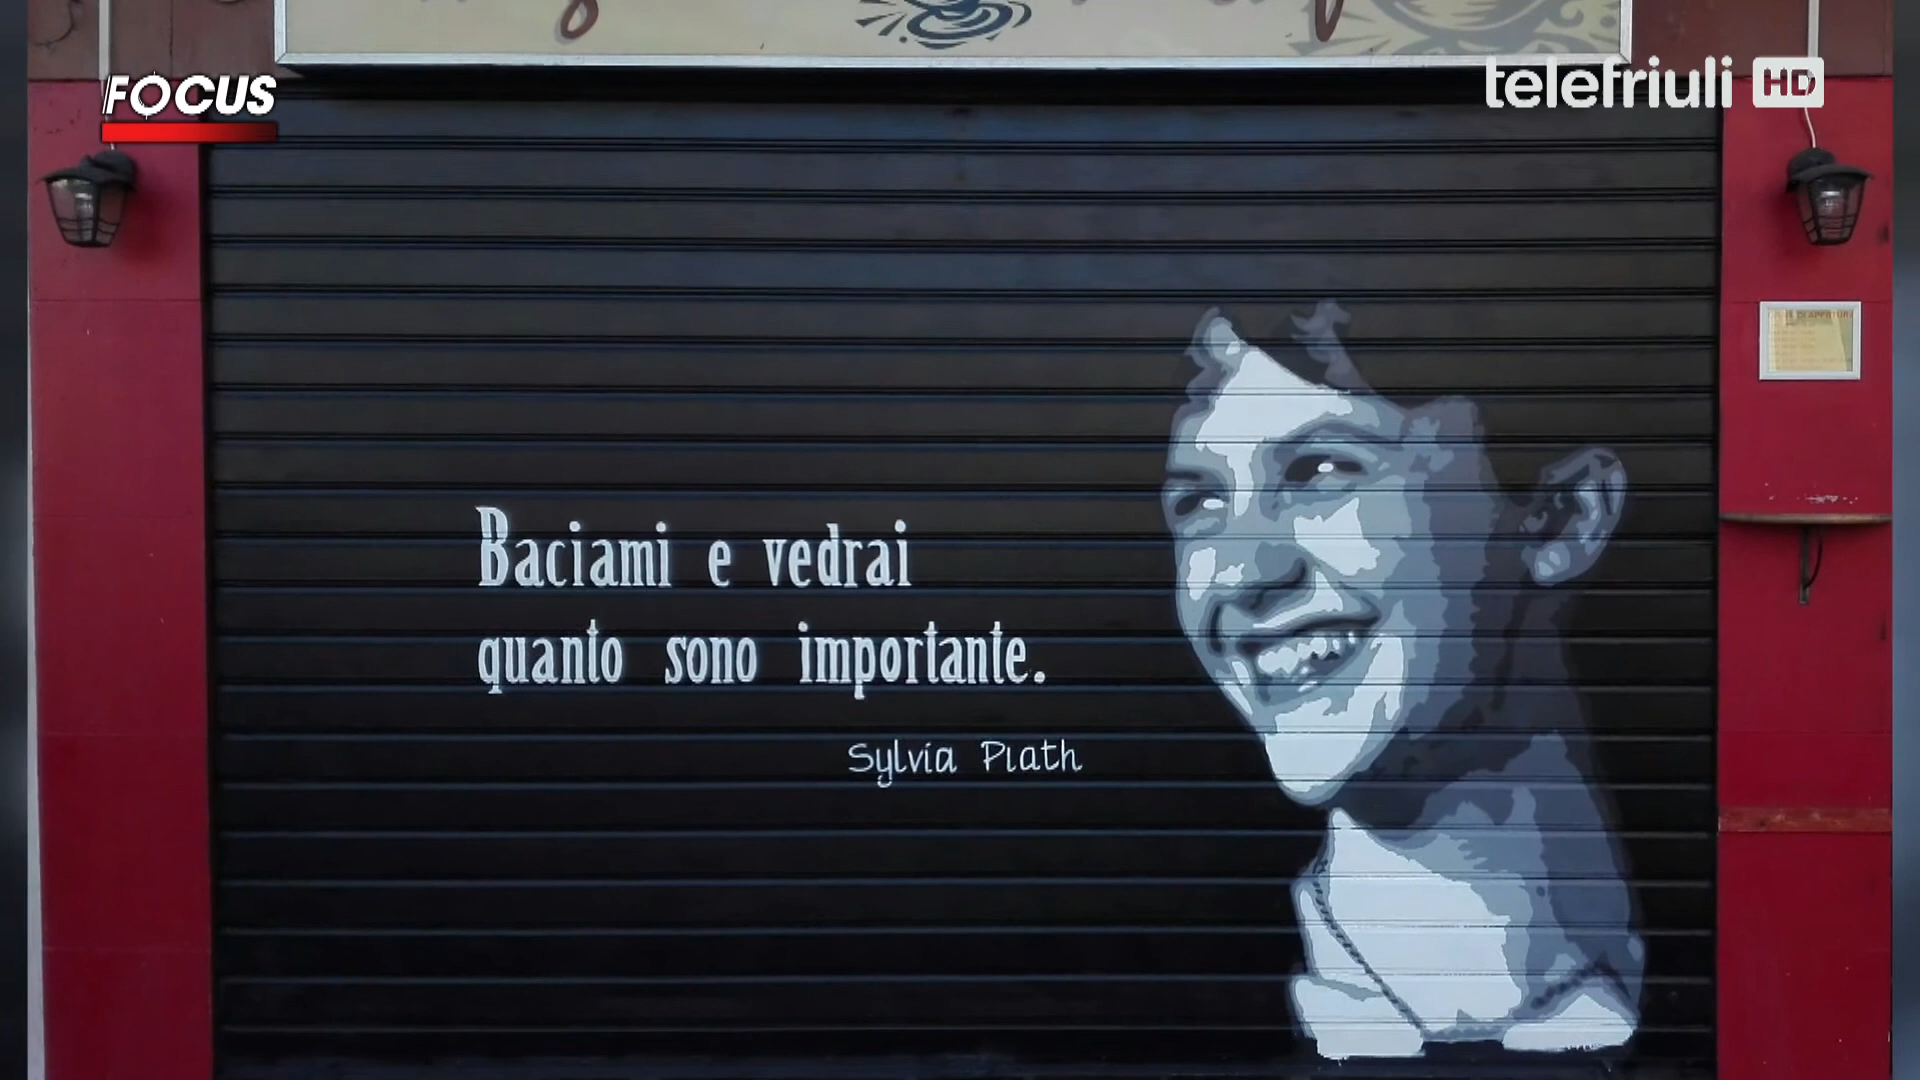 FOCUS
telefriuli HD
Baciami e vedrai
quanto sono importante.
Sylvia Plath